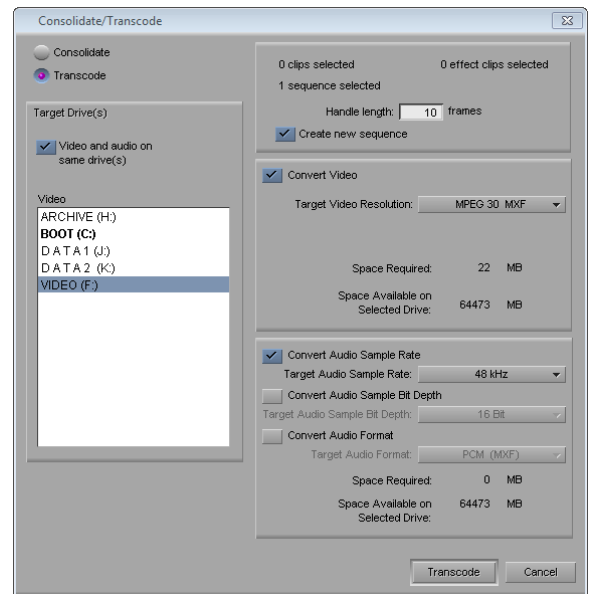 Consolidate/Transcode
Consolidate
Transcode
Target Drive(s)
Video and audio on
same drive(s)
Video
ARCHIVE (H:)
BOOT (C:)
D A T A 1 (J:)
D A T A 2 (K:)
VIDEO (F:)
0 clips selected 0 effect clips selected
1 sequence selected
Handle length: 10 frames
Create new sequence
Convert Video
Target Video Resolution: MPEG 30 MXF
Space Required: 22 MB
Space Available on
Selected Drive: 64473 MB
Convert Audio Sample Rate
Target Audio Sample Rate: 48 kHz
Convert Audio Sample Bit Depth
Target Audio Sample Bit Depth: 16 Bit
Convert Audio Format
Target Audio Format: PCM (MXF)
Space Required: 0 MB
Space Available on 64473 MB
Selected Drive:
Transcode Cancel